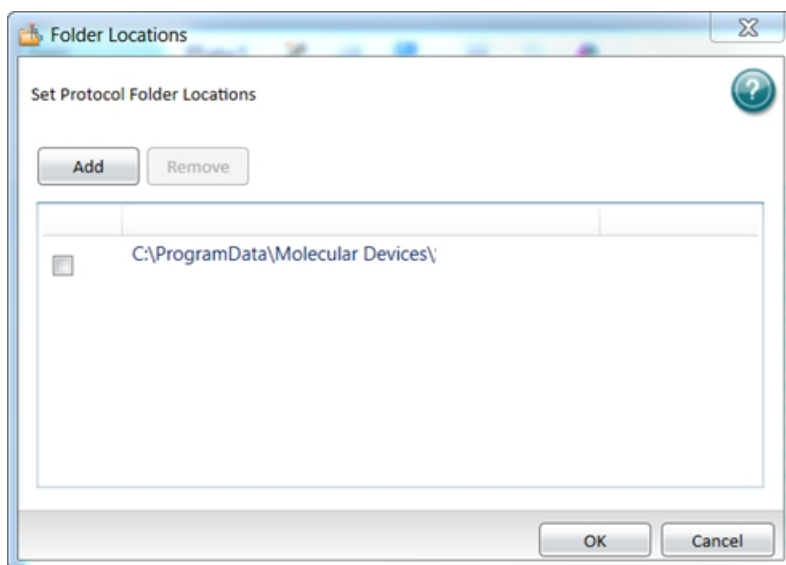 Folder Locations
Set Protocol Folder Locations
?
Add
Remove
C:\ProgramData\Molecular Devices\
OK
Cancel